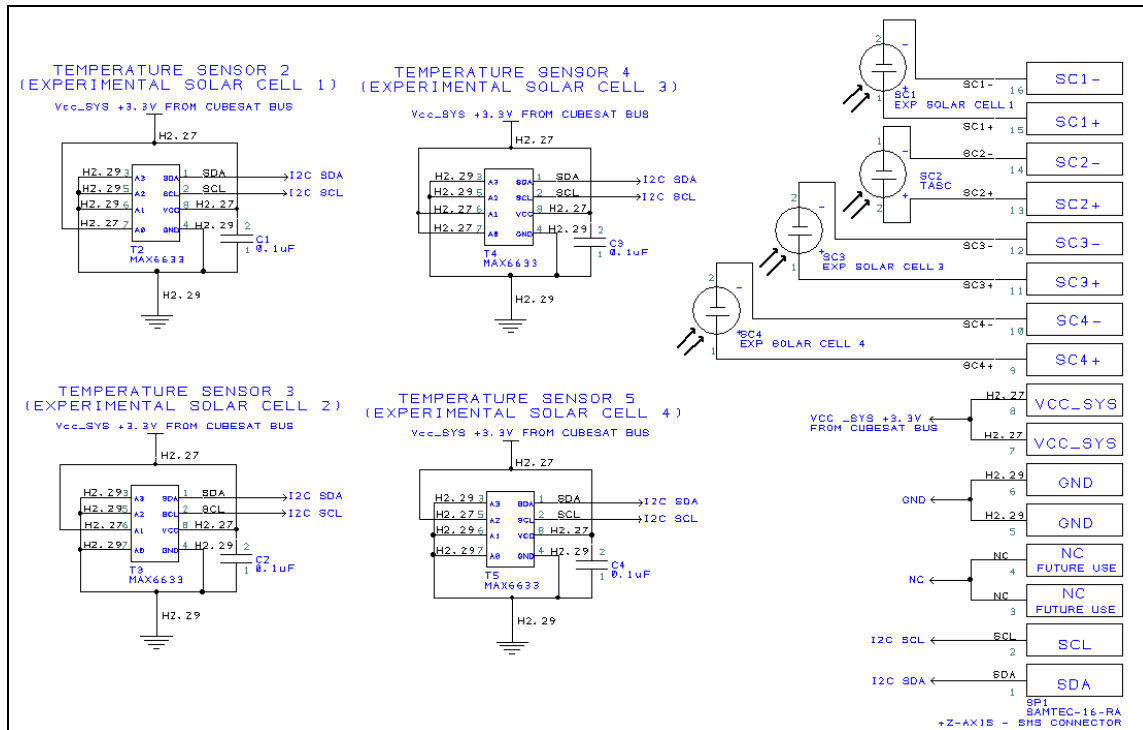 TEMPERATURE SENSOR 2
(EXPERIMENTAL SOLAR CELL 1)
Vcc_SYS +3.3V FROM CUBESAT BUS
H2.27
H2.29 3 A3 SDA 1 SDA I2C SDA
H2.29 5 A2 SCL 2 SCL I2C SCL
H2.29 6 A1 VCC 8 H2.27
H2.27 7 A0 GND 4 H2.29
2
C1
1 0.1uF
T2
MAX6633
H2.29
TEMPERATURE SENSOR 4
(EXPERIMENTAL SOLAR CELL 3)
Vcc_SYS +3.3V FROM CUBESAT BUS
H2.27
H2.29 3 A3 SDA 1 SDA I2C SDA
H2.29 5 A2 SCL 2 SCL I2C SCL
H2.27 6 A1 VCC 8 H2.27
H2.27 7 A0 GND 4 H2.29
2
C3
1 0.1uF
T4
MAX6633
H2.29
TEMPERATURE SENSOR 3
(EXPERIMENTAL SOLAR CELL 2)
Vcc_SYS +3.3V FROM CUBESAT BUS
H2.27
H2.29 3 A3 SDA 1 SDA I2C SDA
H2.29 5 A2 SCL 2 SCL I2C SCL
H2.27 6 A1 VCC 8 H2.27
H2.29 7 A0 GND 4 H2.29
2
C2
1 0.1uF
T3
MAX6633
H2.29
TEMPERATURE SENSOR 5
(EXPERIMENTAL SOLAR CELL 4)
Vcc_SYS +3.3V FROM CUBESAT BUS
H2.27
H2.29 3 A3 SDA 1 SDA I2C SDA
H2.27 5 A2 SCL 2 SCL I2C SCL
H2.29 6 A1 VCC 8 H2.27
H2.29 7 A0 GND 4 H2.29
2
C4
1 0.1uF
T5
MAX6633
H2.29
2 -
1 +
SC1
EXP SOLAR CELL 1
2 -
SC2
TASC
2 +
2 -
1 +
SC3
EXP SOLAR CELL 3
2 -
1 +
SC4
EXP SOLAR CELL 4
SC1- 16 SC1-
SC1+ 15 SC1+
SC2- 14 SC2-
SC2+ 13 SC2+
SC3- 12 SC3-
SC3+ 11 SC3+
SC4- 10 SC4-
SC4+ 9 SC4+
VCC _SYS +3.3V
FROM CUBESAT BUS
H2.27 8 VCC_SYS
H2.27 7 VCC_SYS
GND
H2.29 6 GND
H2.29 5 GND
NC
NC 4 NC
FUTURE USE
NC 3 NC
FUTURE USE
I2C SCL SCL 2 SCL
I2C SDA SDA 1 SDA
SP1
SAMTEC-16-RA
+Z-AXIS - SMS CONNECTOR